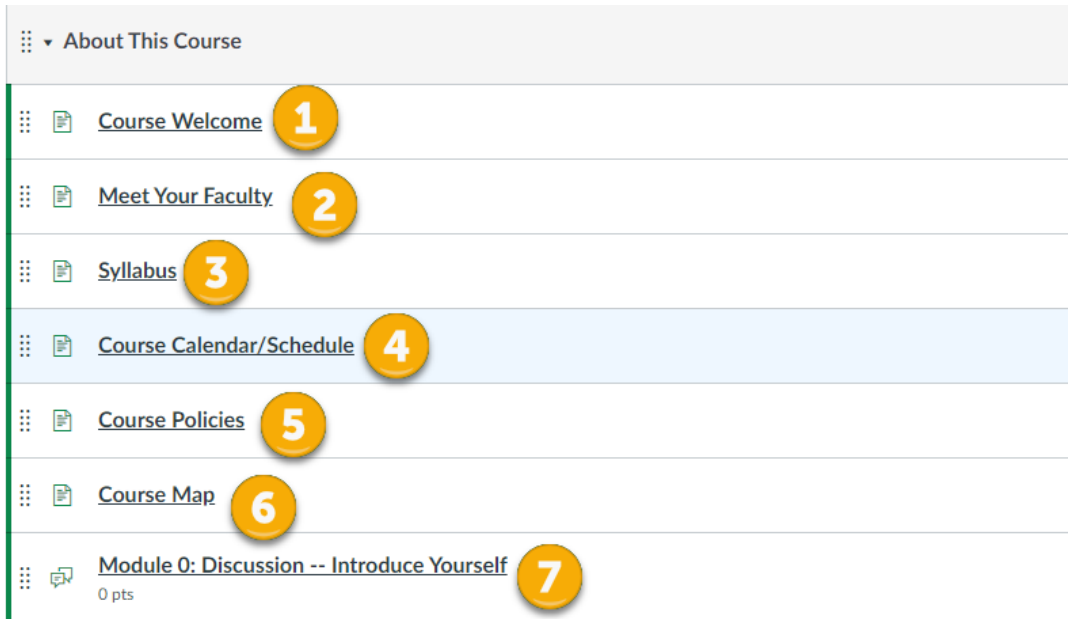 About This Course
Course Welcome 1
Meet Your Faculty 2
Syllabus 3
Course Calendar/Schedule 4
Course Policies 5
Course Map 6
Module 0: Discussion -- Introduce Yourself 7
0 pts